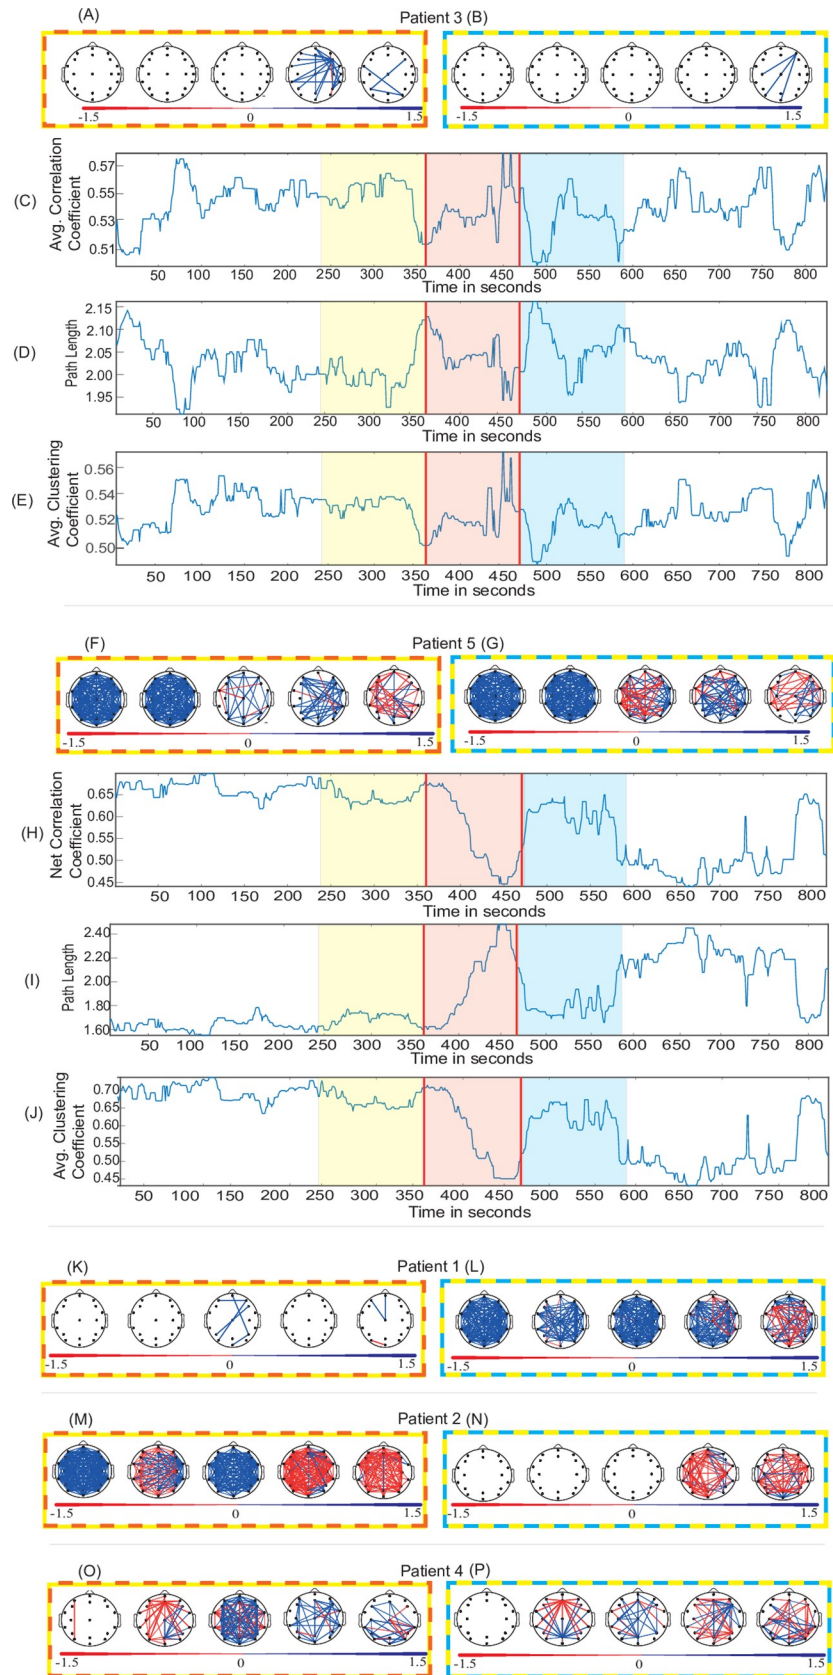 (A) Patient 3 (B)
-1.5 0 1.5 -1.5 0 1.5
(C)
Avg. Correlation
Coefficient
0.57
0.55
0.53
0.51
50 100 150 200 250 300 350 400 450 500 550 600 650 700 750 800
Time in seconds
(D)
Path Length
2.15
2.10
2.05
2.00
1.95
50 100 150 200 250 300 350 400 450 500 550 600 650 700 750 800
Time in seconds
(E)
Avg. Clustering
Coefficient
0.56
0.54
0.52
0.50
50 100 150 200 250 300 350 400 450 500 550 600 650 700 750 800
Time in seconds
(F) Patient 5 (G)
-1.5 0 1.5 -1.5 0 1.5
(H)
Net Correlation
Coefficient
0.65
0.60
0.55
0.50
0.45
50 100 150 200 250 300 350 400 450 500 550 600 650 700 750 800
Time in seconds
(I)
Path Length
2.40
2.20
2.00
1.80
1.60
50 100 150 200 250 300 350 400 450 500 550 600 650 700 750 800
Time in seconds
(J)
Avg. Clustering
Coefficient
0.70
0.65
0.60
0.55
0.50
0.45
50 100 150 200 250 300 350 400 450 500 550 600 650 700 750 800
Time in seconds
(K) Patient 1 (L)
-1.5 0 1.5 -1.5 0 1.5
(M) Patient 2 (N)
-1.5 0 1.5 -1.5 0 1.5
(O) Patient 4 (P)
-1.5 0 1.5 -1.5 0 1.5